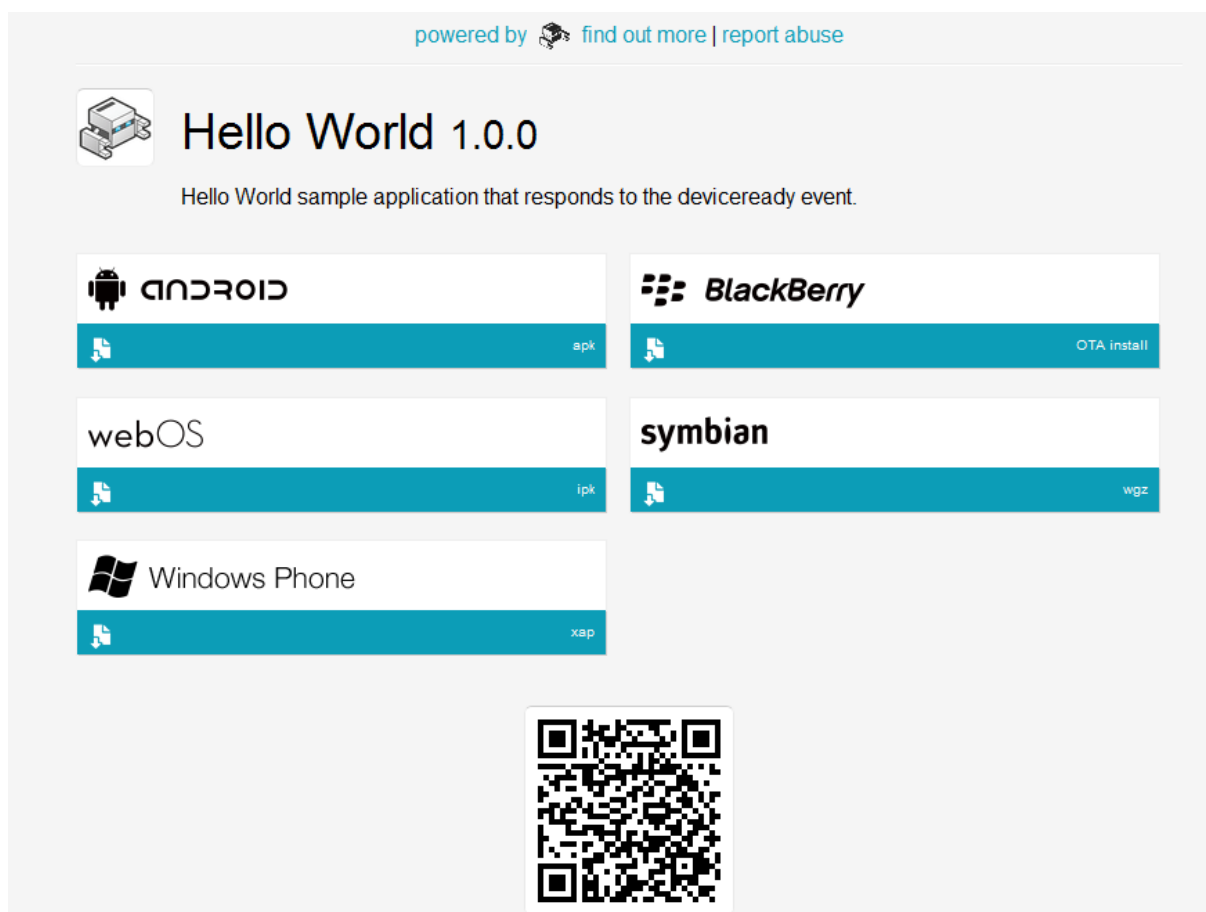 powered by find out more | report abuse
Hello World 1.0.0
Hello World sample application that responds to the deviceready event.
android
BlackBerry
apk
OTA install
webOS
symbian
ipk
wgz
Windows Phone
xap